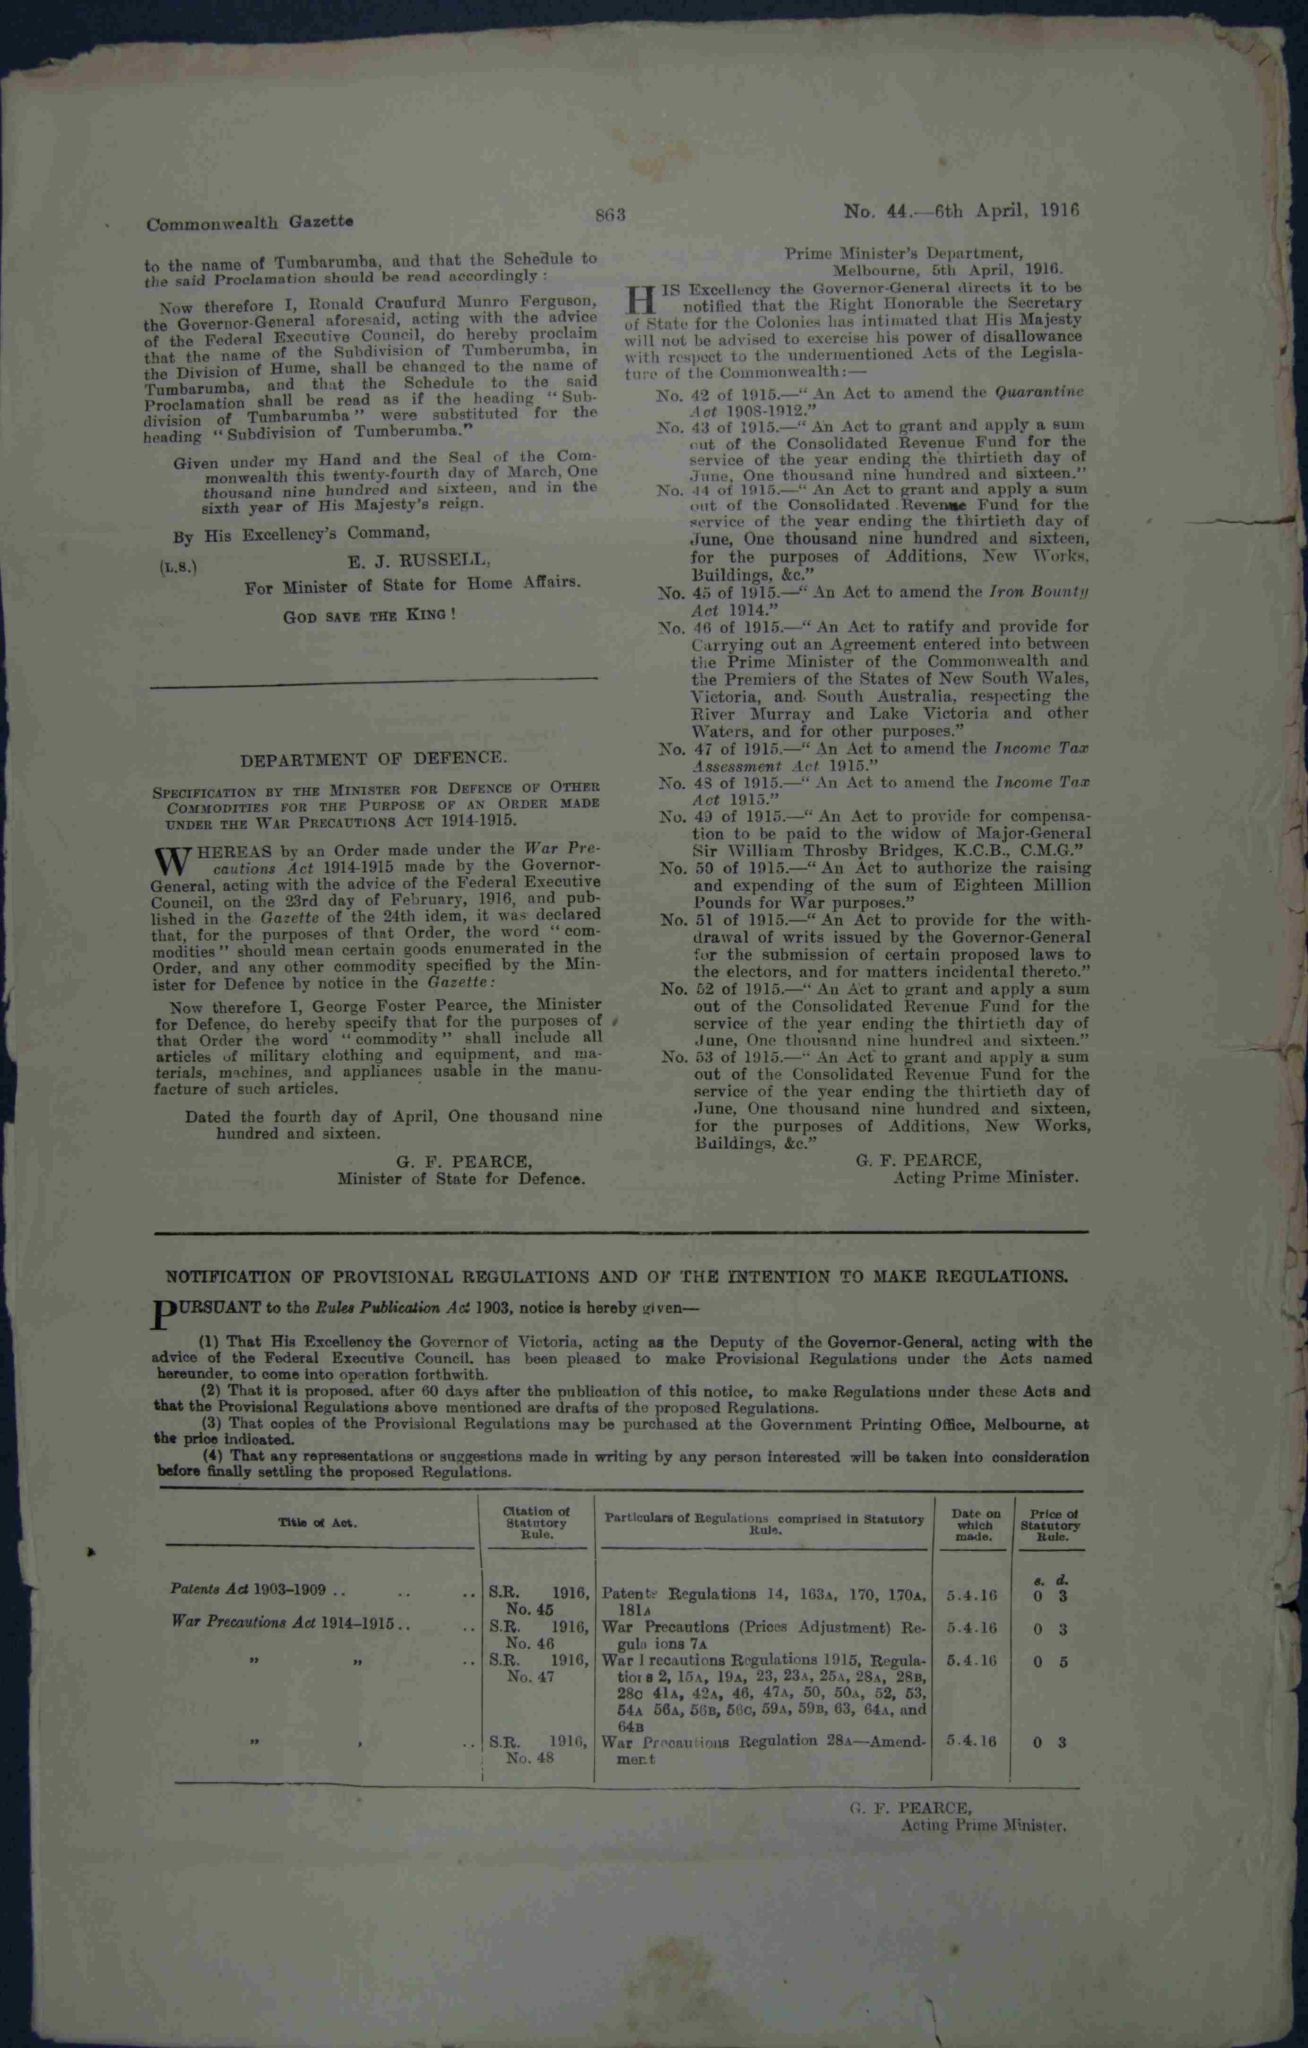 Commonwealth Gazette
863
No. 44.—6th April, 1916
to the name of Tumbarumba, and that the Schedule to
the said Proclamation should be read accordingly:
Now therefore I, Ronald Craufurd Munro Ferguson,
the Governor-General aforesaid, acting with the advice
of the Federal Executive Council, do hereby proclaim
that the name of the Subdivision of Tumberumba, in
the Division of Hume, shall be changed to the name of
Tumbarumba, and that the Schedule to the said
Proclamation shall be read as if the heading "Sub-
division of Tumbarumba" were substituted for the
heading "Subdivision of Tumberumba."
Given under my Hand and the Seal of the Com-
monwealth this twenty-fourth day of March, One
thousand nine hundred and sixteen, and in the
sixth year of His Majesty's reign.
By His Excellency's Command,
(L.S.)
E. J. RUSSELL,
For Minister of State for Home Affairs.
GOD SAVE THE KING!
DEPARTMENT OF DEFENCE.
SPECIFICATION BY THE MINISTER FOR DEFENCE OF OTHER
COMMODITIES FOR THE PURPOSE OF AN ORDER MADE
UNDER THE WAR PRECAUTIONS ACT 1914-1915.
WHEREAS by an Order made under the War Pre-
cautions Act 1914-1915 made by the Governor-
General, acting with the advice of the Federal Executive
Council, on the 23rd day of February, 1916, and pub-
lished in the Gazette of the 24th idem, it was declared
that, for the purposes of that Order, the word "com-
modities" should mean certain goods enumerated in the
Order, and any other commodity specified by the Min-
ister for Defence by notice in the Gazette:
Now therefore I, George Foster Pearce, the Minister
for Defence, do hereby specify that for the purposes of
that Order the word "commodity" shall include all
articles of military clothing and equipment, and ma-
terials, machines, and appliances usable in the manu-
facture of such articles.
Dated the fourth day of April, One thousand nine
hundred and sixteen.
G. F. PEARCE,
Minister of State for Defence.
Prime Minister's Department,
Melbourne, 5th April, 1916.
HIS Excellency the Governor-General directs it to be
notified that the Right Honorable the Secretary
of State for the Colonies has intimated that His Majesty
will not be advised to exercise his power of disallowance
with respect to the undermentioned Acts of the Legisla-
ture of the Commonwealth:—
No. 42 of 1915.—"An Act to amend the Quarantine
Act 1908-1912."
No. 43 of 1915.—"An Act to grant and apply a sum
out of the Consolidated Revenue Fund for the
service of the year ending the thirtieth day of
June, One thousand nine hundred and sixteen."
No. 44 of 1915.—"An Act to grant and apply a sum
out of the Consolidated Revenue Fund for the
service of the year ending the thirtieth day of
June, One thousand nine hundred and sixteen,
for the purposes of Additions, New Works,
Buildings, &c."
No. 45 of 1915.—"An Act to amend the Iron Bounty
Act 1914."
No. 46 of 1915.—"An Act to ratify and provide for
Carrying out an Agreement entered into between
the Prime Minister of the Commonwealth and
the Premiers of the States of New South Wales,
Victoria, and South Australia, respecting the
River Murray and Lake Victoria and other
Waters, and for other purposes."
No. 47 of 1915.—"An Act to amend the Income Tax
Assessment Act 1915."
No. 48 of 1915.—"An Act to amend the Income Tax
Act 1915."
No. 49 of 1915.—"An Act to provide for compensa-
tion to be paid to the widow of Major-General
Sir William Throsby Bridges, K.C.B., C.M.G."
No. 50 of 1915.—"An Act to authorize the raising
and expending of the sum of Eighteen Million
Pounds for War purposes."
No. 51 of 1915.—"An Act to provide for the with-
drawal of writs issued by the Governor-General
for the submission of certain proposed laws to
the electors, and for matters incidental thereto."
No. 52 of 1915.—"An Act to grant and apply a sum
out of the Consolidated Revenue Fund for the
service of the year ending the thirtieth day of
June, One thousand nine hundred and sixteen."
No. 53 of 1915.—"An Act to grant and apply a sum
out of the Consolidated Revenue Fund for the
service of the year ending the thirtieth day of
June, One thousand nine hundred and sixteen,
for the purposes of Additions, New Works,
Buildings, &c."
G. F. PEARCE,
Acting Prime Minister.
NOTIFICATION OF PROVISIONAL REGULATIONS AND OF THE INTENTION TO MAKE REGULATIONS.
PURSUANT to the Rules Publication Act 1903, notice is hereby given—
(1) That His Excellency the Governor of Victoria, acting as the Deputy of the Governor-General, acting with the
advice of the Federal Executive Council, has been pleased to make Provisional Regulations under the Acts named
hereunder, to come into operation forthwith.
(2) That it is proposed, after 60 days after the publication of this notice, to make Regulations under these Acts and
that the Provisional Regulations above mentioned are drafts of the proposed Regulations.
(3) That copies of the Provisional Regulations may be purchased at the Government Printing Office, Melbourne, at
the price indicated.
(4) That any representations or suggestions made in writing by any person interested will be taken into consideration
before finally settling the proposed Regulations.
Title of Act.
Citation of
Statutory
Rule.
Particulars of Regulations comprised in Statutory
Rule.
Date on
which
made.
Price of
Statutory
Rule.
s. d.
Patents Act 1903-1909 .. .. .. S.R. 1916, Patents Regulations 14, 163A, 170, 170A, 5.4.16 0 3
No. 45 181A
War Precautions Act 1914-1915 .. .. S.R. 1916, War Precautions (Prices Adjustment) Re- 5.4.16 0 3
No. 46 gula ions 7A
" " .. S.R. 1916, War Precautions Regulations 1915, Regula- 5.4.16 0 5
No. 47 tions 2, 15A, 19A, 23, 23A, 25A, 28A, 28B,
28C 41A, 42A, 46, 47A, 50, 50A, 52, 53,
54A 56A, 56B, 56C, 59A, 59B, 63, 64A, and
64B
" , .. S.R. 1916, War Precautions Regulation 28A—Amend- 5.4.16 0 3
No. 48 ment
G. F. PEARCE,
Acting Prime Minister.